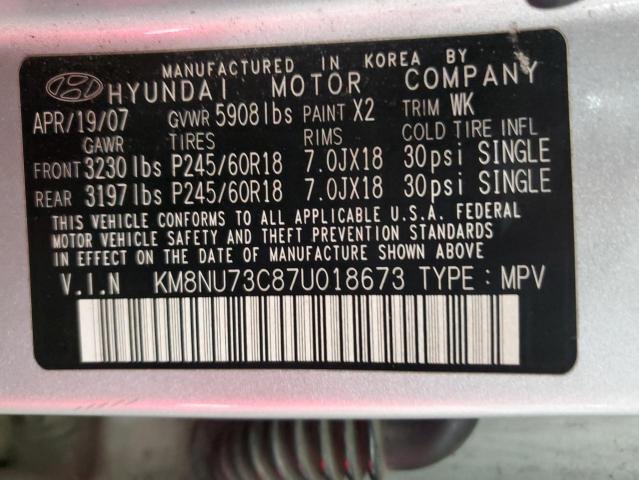 MANUFACTURED IN KOREA BY
HYUNDAI MOTOR COMPANY
APR/19/07 GVWR 5908lbs PAINT X2 TRIM WK
GAWR TIRES RIMS COLD TIRE INFL
FRONT 3230lbs P245/60R18 7.0JX18 30psi SINGLE
REAR 3197lbs P245/60R18 7.0JX18 30psi SINGLE
THIS VEHICLE CONFORMS TO ALL APPLICABLE U.S.A. FEDERAL
MOTOR VEHICLE SAFETY AND THEFT PREVENTION STANDARDS
IN EFFECT ON THE DATE OF MANUFACTURE SHOWN ABOVE.
V.I.N KM8NU73C87U018673 TYPE : MPV